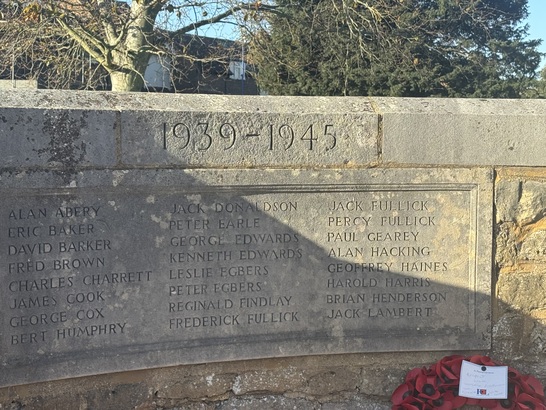 1939-1945
ALAN ABERY
ERIC BAKER
DAVID BARKER
FRED BROWN
CHARLES CHARRETT
JAMES COOK
GEORGE COX
BERT HUMPHRY
JACK DONALDSON
PETER EARLE
GEORGE EDWARDS
KENNETH EDWARDS
LESLIE EGBERS
PETER EGBERS
REGINALD FINDLAY
FREDERICK FULLICK
JACK FULLICK
PERCY FULLICK
PAUL GEAREY
ALAN HACKING
GEOFFREY HAINES
HAROLD HARRIS
BRIAN HENDERSON
JACK LAMBERT